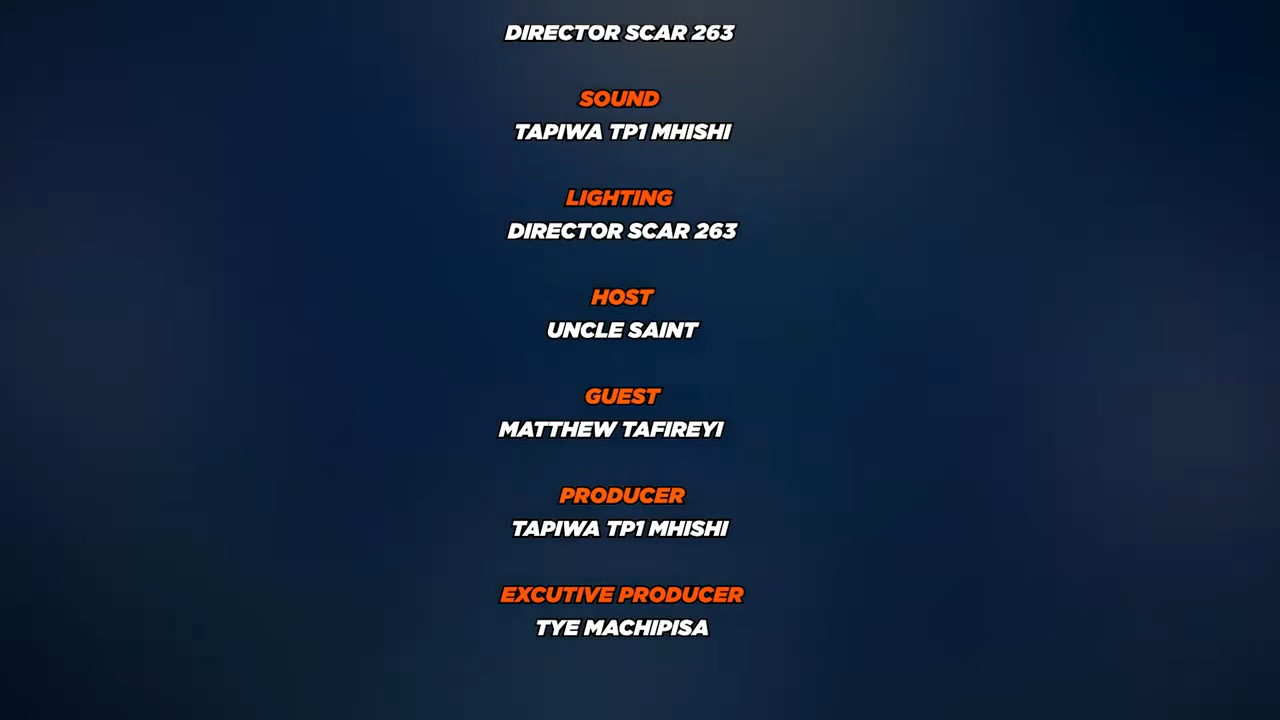 DIRECTOR SCAR 263
SOUND
TAPIWA TP1 MHISHI
LIGHTING
DIRECTOR SCAR 263
HOST
UNCLE SAINT
GUEST
MATTHEW TAFIREYI
PRODUCER
TAPIWA TP1 MHISHI
EXCUTIVE PRODUCER
TYE MACHIPISA